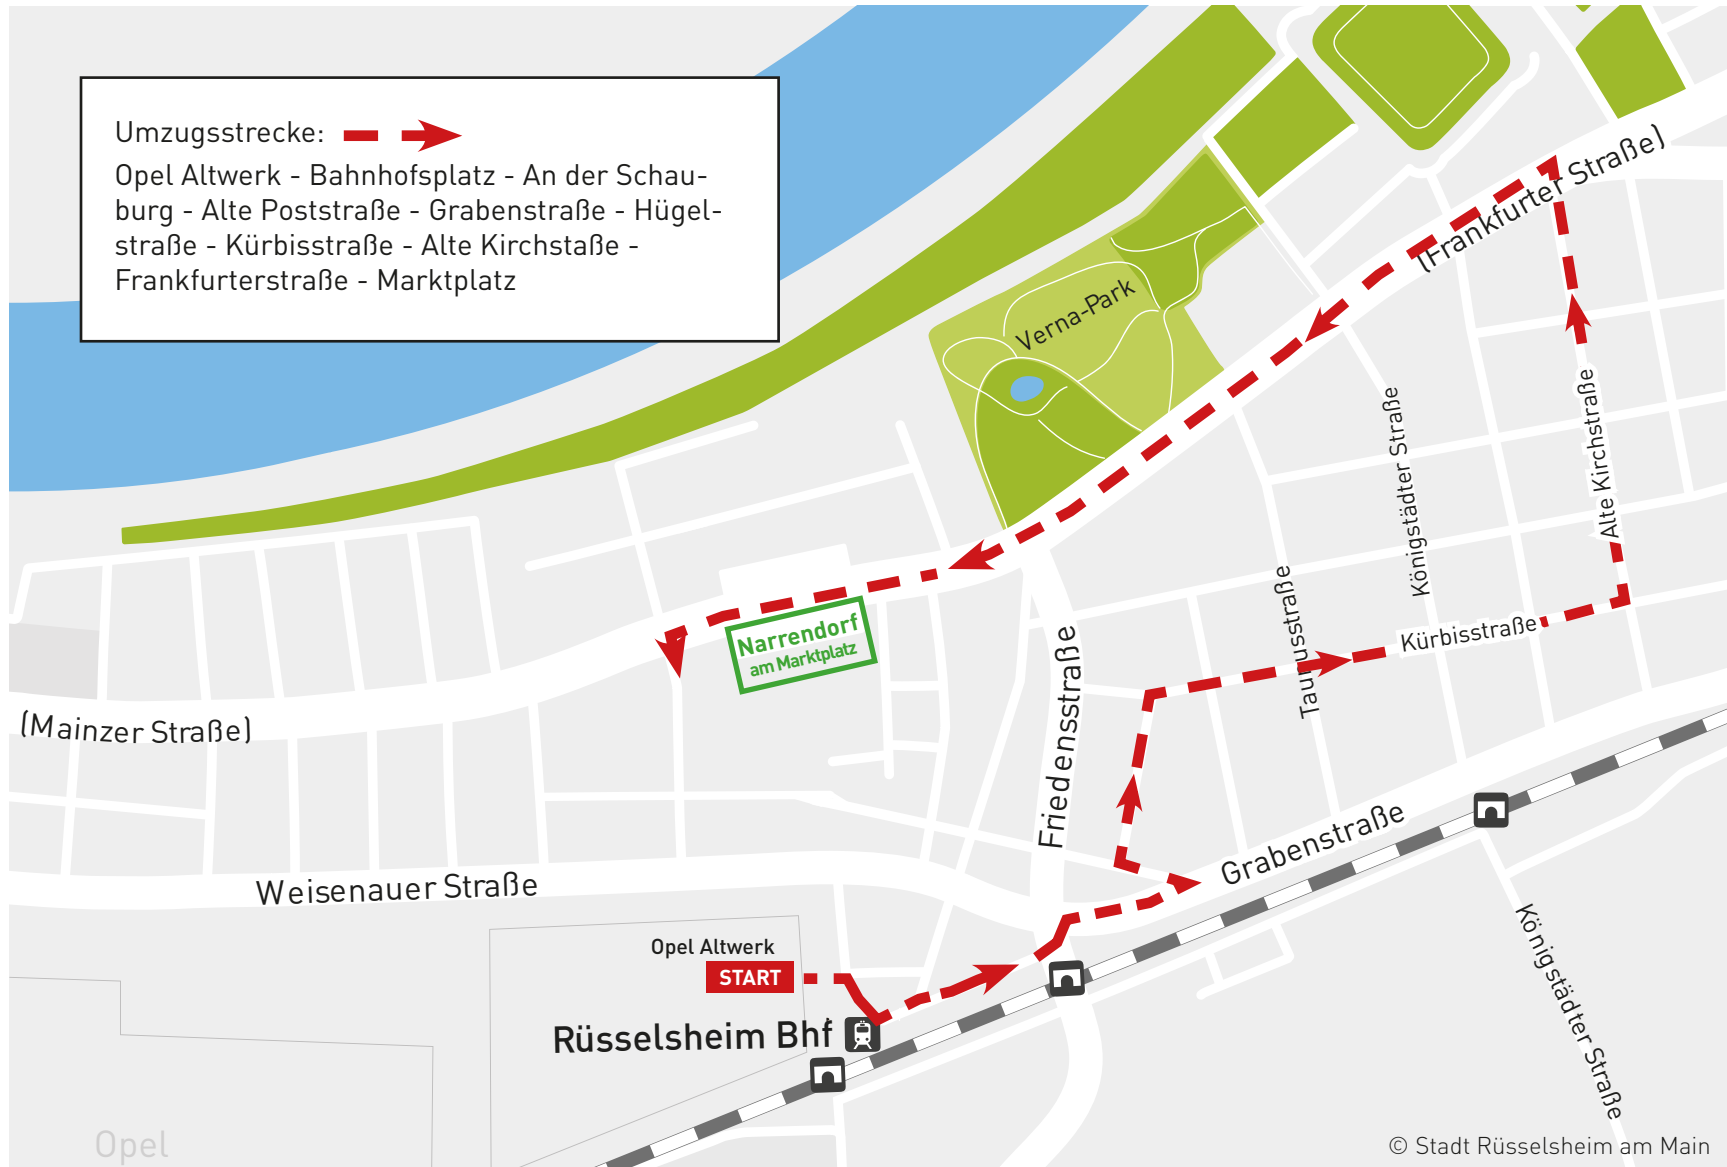 Umzugsstrecke:
Opel Altwerk - Bahnhofsplatz - An der Schau-
burg - Alte Poststraße - Grabenstraße - Hügel-
straße - Kürbisstraße - Alte Kirchstaße -
Frankfurterstraße - Marktplatz
(Frankfurter Straße)
Verna-Park
Königstädter Straße
Alte Kirchstraße
Taunusstraße
Kürbisstraße
Narrendorf
am Marktplatz
(Mainzer Straße)
Friedensstraße
Grabenstraße
Weisenauer Straße
Opel Altwerk
START
Rüsselsheim Bhf
Königstädter Straße
Opel
© Stadt Rüsselsheim am Main